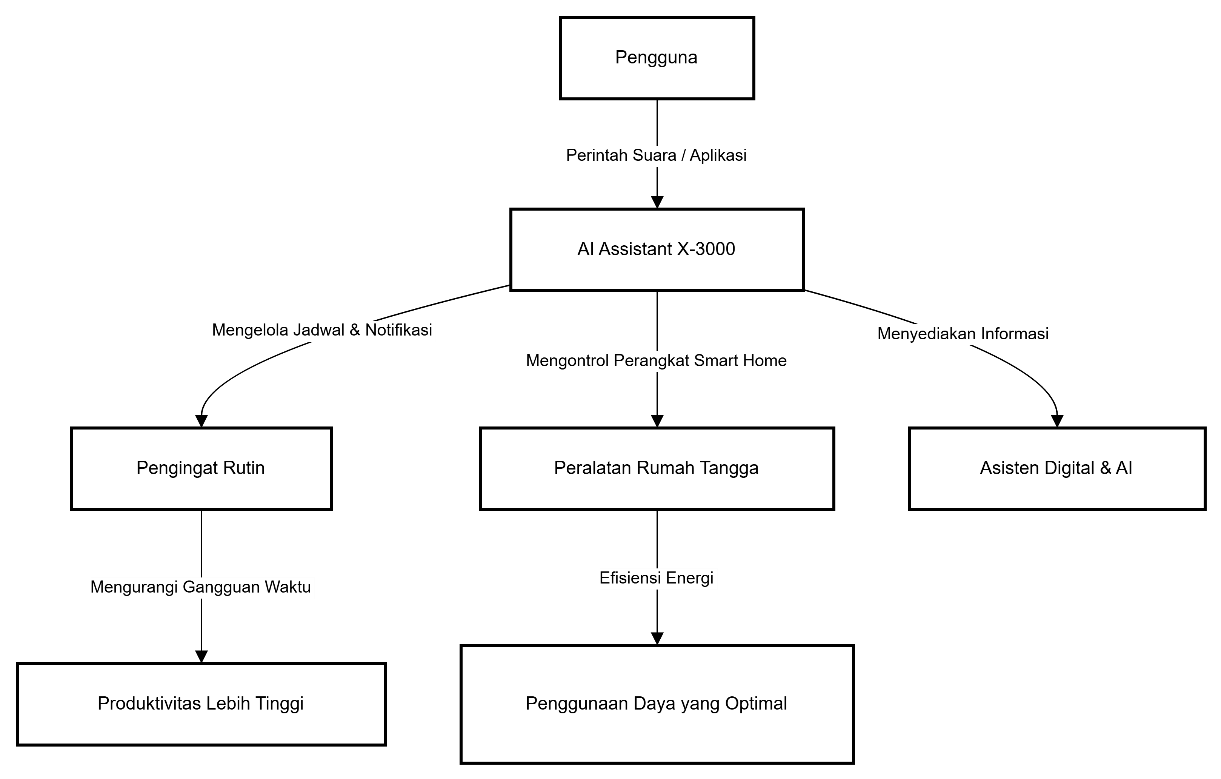 Pengguna
Perintah Suara / Aplikasi
AI Assistant X-3000
Mengelola Jadwal & Notifikasi
Mengontrol Perangkat Smart Home
Menyediakan Informasi
Pengingat Rutin
Peralatan Rumah Tangga
Asisten Digital & AI
Mengurangi Gangguan Waktu
Efisiensi Energi
Produktivitas Lebih Tinggi
Penggunaan Daya yang Optimal